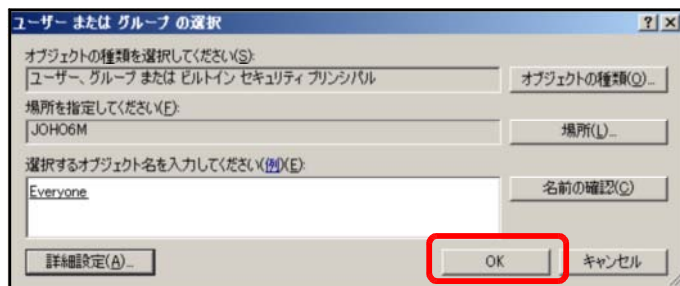 ユーザー または グループ の選択
オブジェクトの種類を選択してください(S):
ユーザー、グループ または ビルトイン セキュリティ プリンシパル
オブジェクトの種類(O)...
場所を指定してください(F):
JOHO6M
場所(L)...
選択するオブジェクト名を入力してください(例)(E):
Everyone
名前の確認(C)
詳細設定(A)...
OK
キャンセル